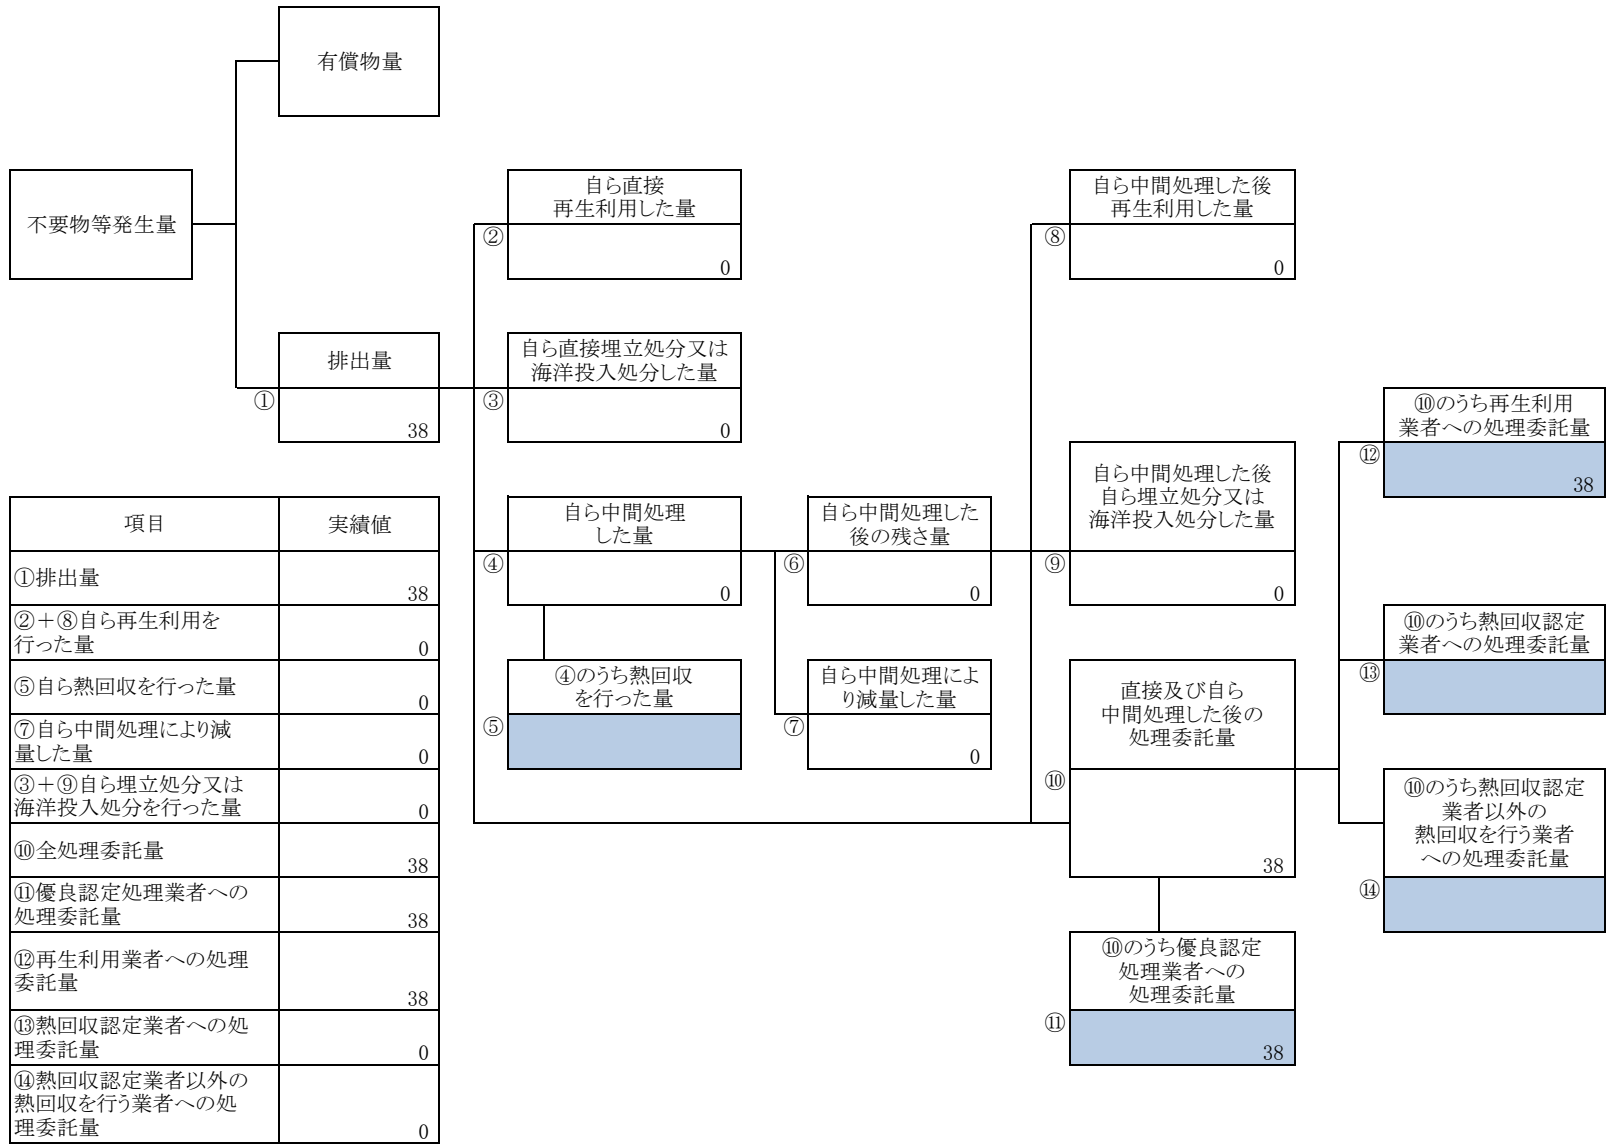 有償物量
不要物等発生量
排出量
①
38
自ら直接
再生利用した量
②
0
自ら直接埋立処分又は
海洋投入処分した量
③
0
自ら中間処理
した量
④
0
④のうち熱回収
を行った量
⑤
自ら中間処理した
後の残さ量
⑥
0
自ら中間処理によ
り減量した量
⑦
0
自ら中間処理した後
再生利用した量
⑧
0
自ら中間処理した後
自ら埋立処分又は
海洋投入処分した量
⑨
0
直接及び自ら
中間処理した後の
処理委託量
⑩
38
⑩のうち優良認定
処理業者への
処理委託量
⑪
38
⑩のうち再生利用
業者への処理委託量
⑫
38
⑩のうち熱回収認定
業者への処理委託量
⑬
⑩のうち熱回収認定
業者以外の
熱回収を行う業者
への処理委託量
⑭
項目
実績値
①排出量
38
②+⑧自ら再生利用を
行った量
0
⑤自ら熱回収を行った量
0
⑦自ら中間処理により減
量した量
0
③+⑨自ら埋立処分又は
海洋投入処分を行った量
0
⑩全処理委託量
38
⑪優良認定処理業者への
処理委託量
38
⑫再生利用業者への処理
委託量
38
⑬熱回収認定業者への処
理委託量
0
⑭熱回収認定業者以外の
熱回収を行う業者への処
理委託量
0